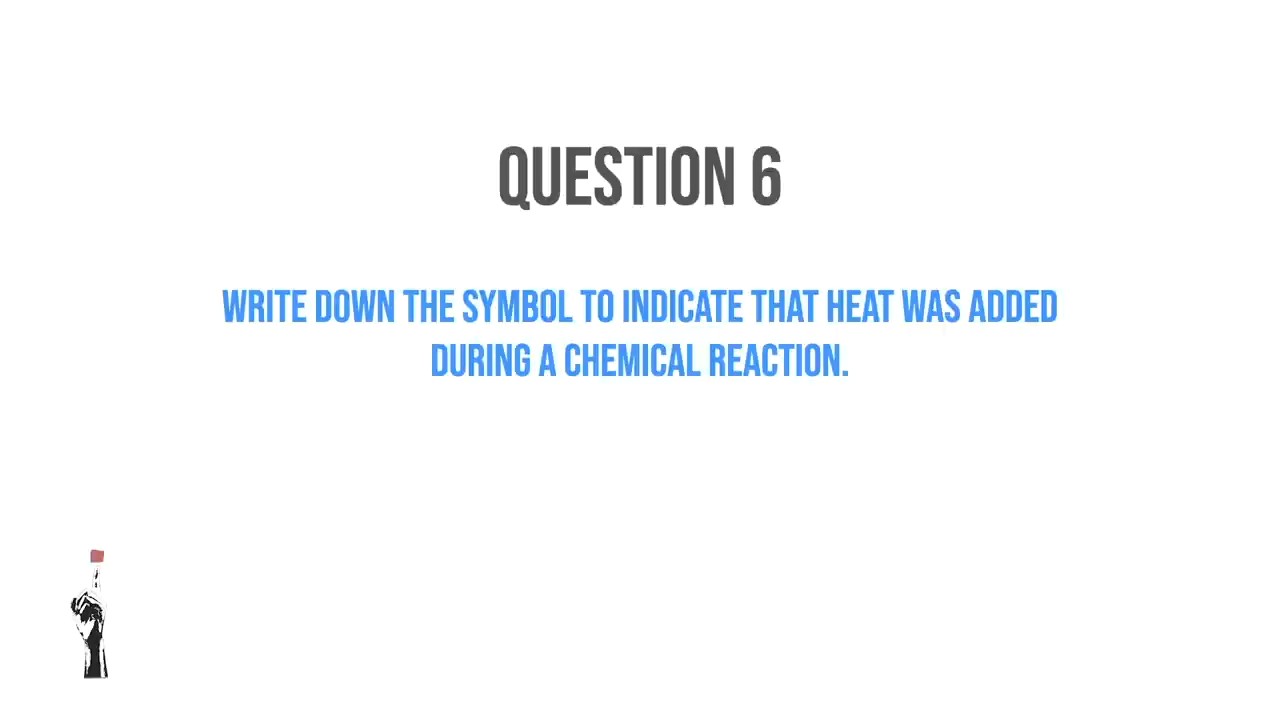 QUESTION 6
WRITE DOWN THE SYMBOL TO INDICATE THAT HEAT WAS ADDED
DURING A CHEMICAL REACTION.